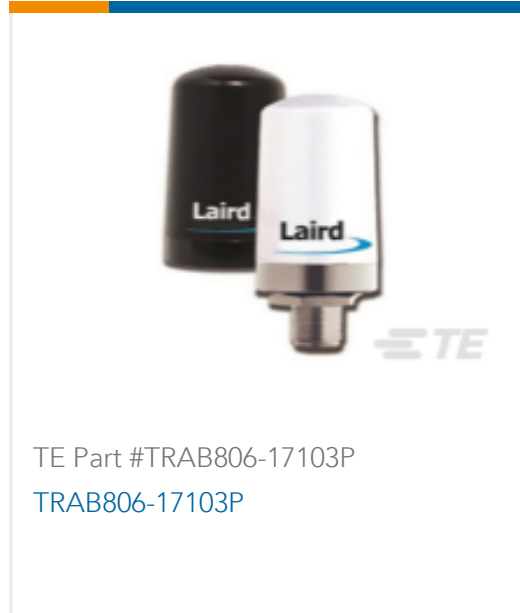 Laird
Laird
TE
TE Part #TRAB806-17103P
TRAB806-17103P